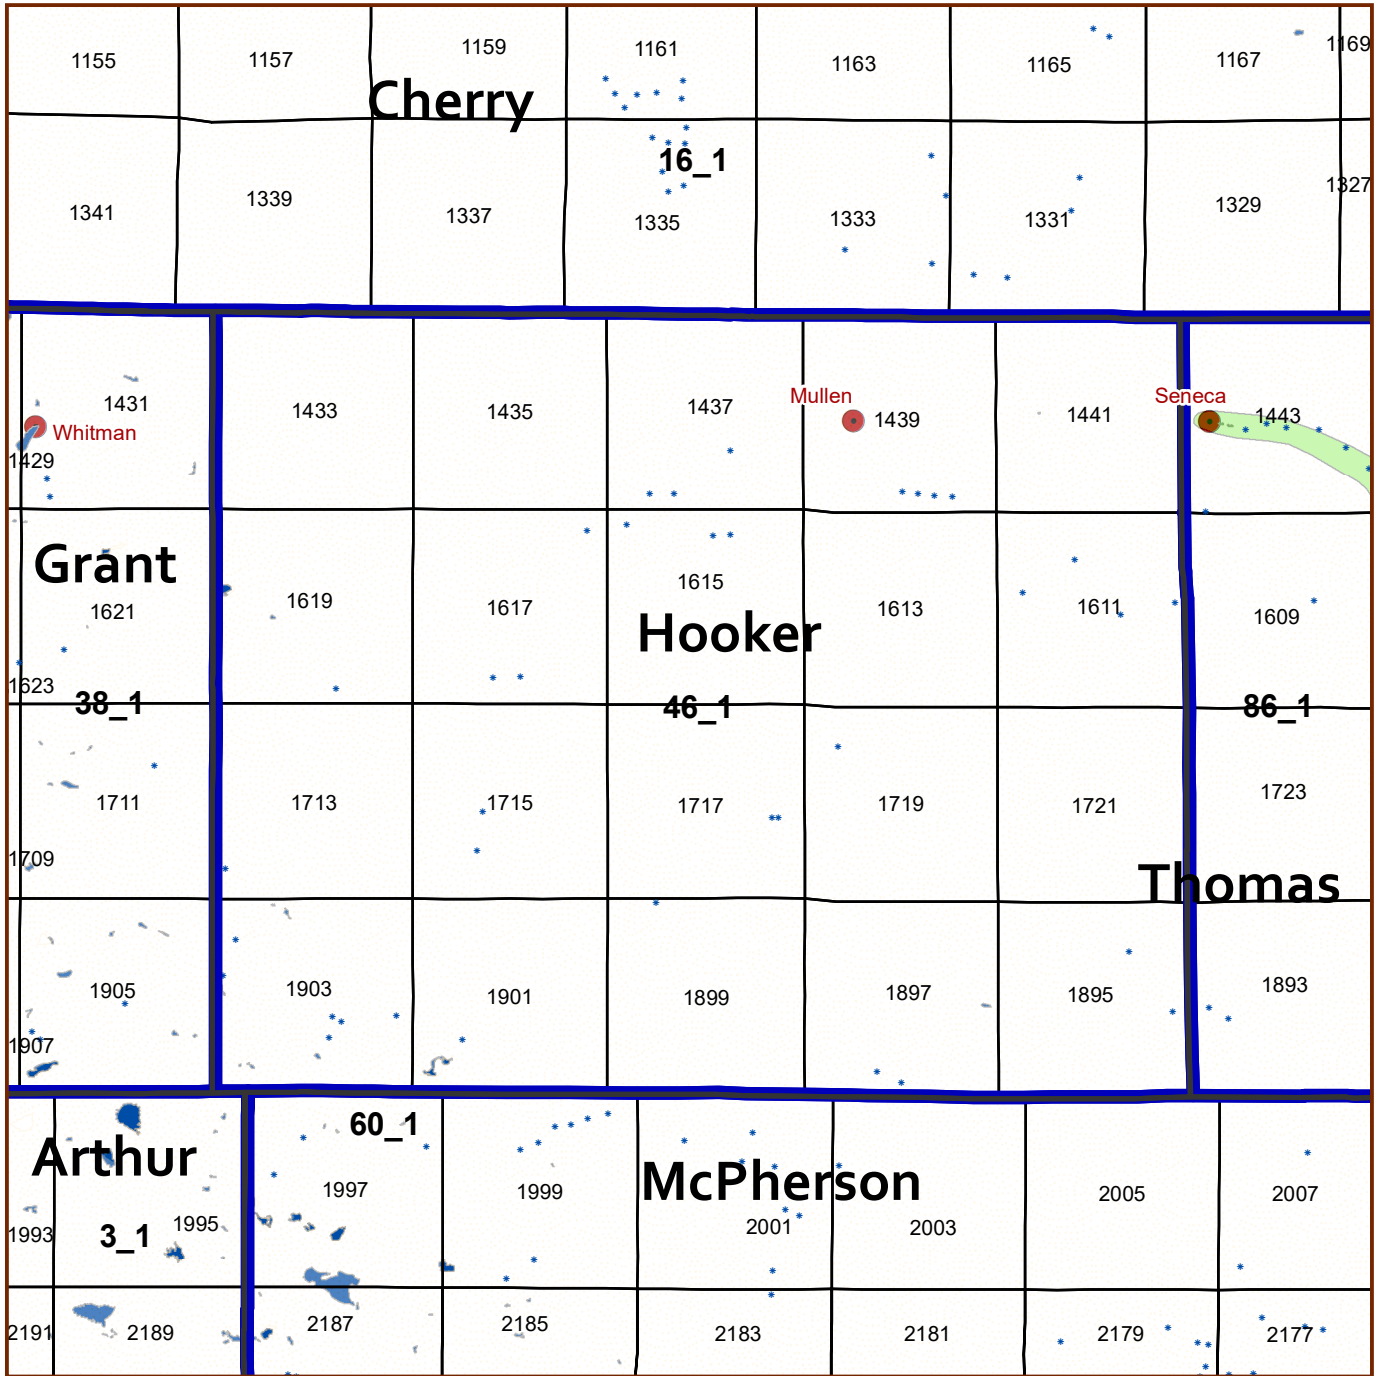 1155 1157 1159 1161 1163 1165 1167 1169
Cherry
16_1
1341 1339 1337 1335 1333 1331 1329 1327
1431 1433 1435 1437 Mullen 1439 1441 Seneca 1443
Whitman
1429
Grant
1621 1619 1617 1615 1613 1611 1609
Hooker
1623
38_1 46_1 86_1
1711 1713 1715 1717 1719 1721 1723
1709
Thomas
1905 1903 1901 1899 1897 1895 1893
1907
60_1
Arthur McPherson
1997 1999 2005 2007
1993 3_1 1995 2001 2003
2191 2189 2187 2185 2183 2181 2179 2177